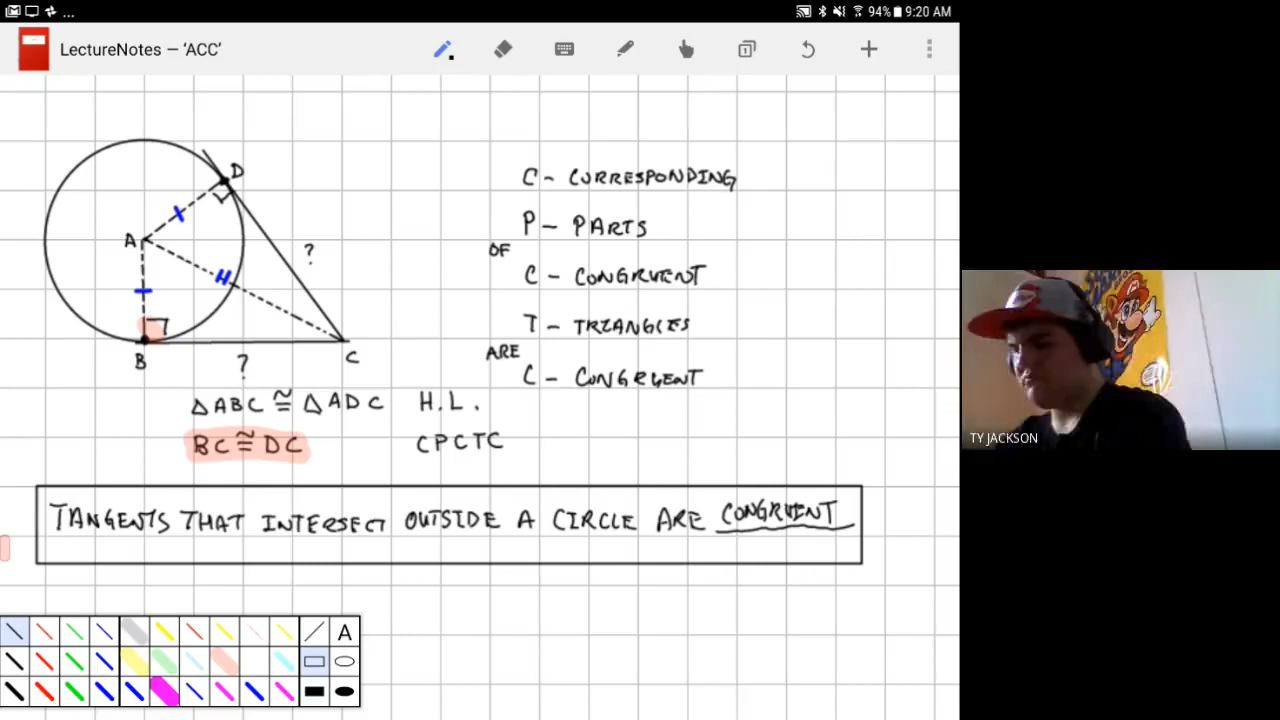 ... 94% 9:20 AM
LectureNotes – ‘ACC’
D
C - CORRESPONDING
P - PARTS
A
OF
?
C - CONGRUENT
T - TRIANGLES
ARE
B
?
C
C - CONGRUENT
△ABC ≅ △ADC H.L.
BC ≅ DC CPCTC
TY JACKSON
TANGENTS THAT INTERSECT OUTSIDE A CIRCLE ARE CONGRUENT
A